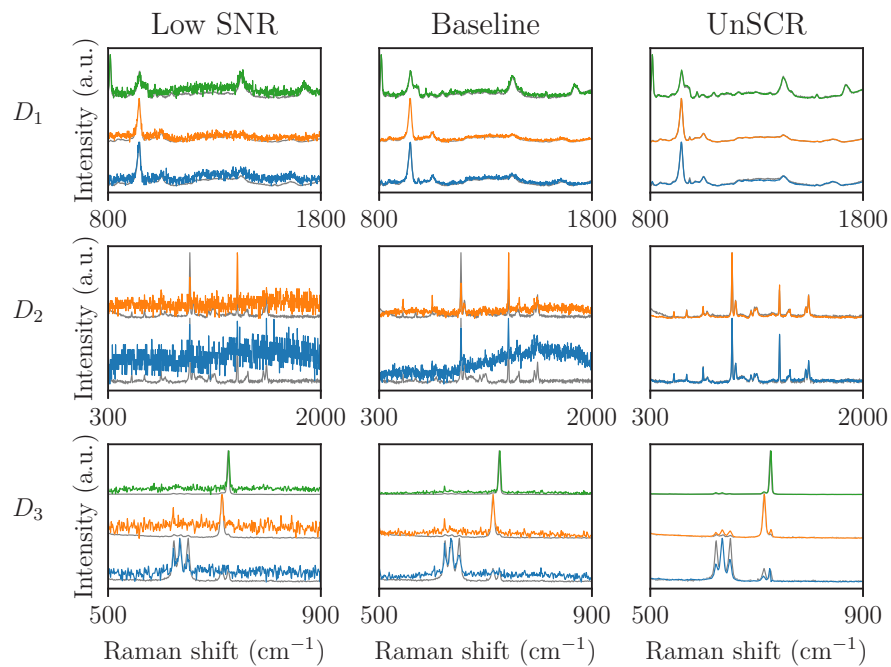 Low SNR Baseline UnSCR
D₁ Intensity (a.u.)
800 1800 800 1800 800 1800
D₂ Intensity (a.u.)
300 2000 300 2000 300 2000
D₃ Intensity (a.u.)
500 900 500 900 500 900
Raman shift (cm⁻¹) Raman shift (cm⁻¹) Raman shift (cm⁻¹)